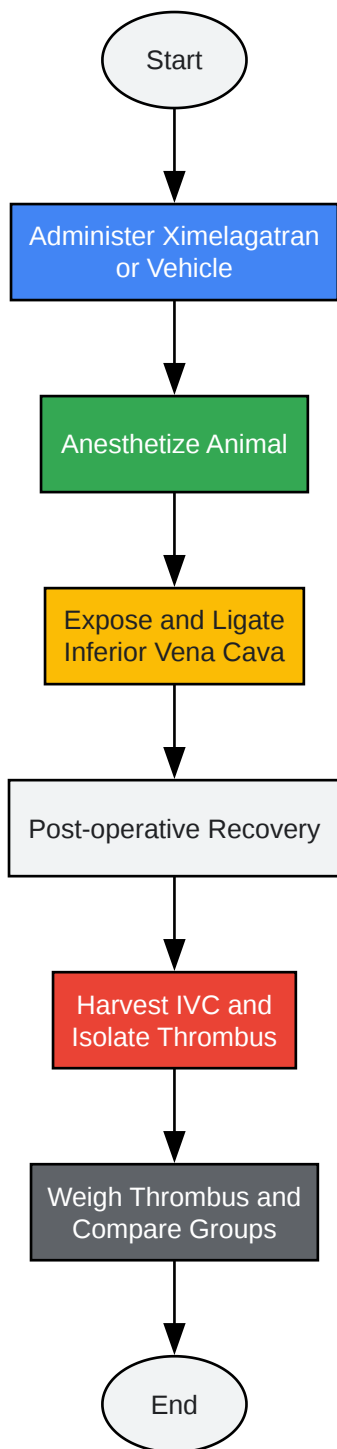 Start
Administer Ximelagatran
or Vehicle
Anesthetize Animal
Expose and Ligate
Inferior Vena Cava
Post-operative Recovery
Harvest IVC and
Isolate Thrombus
Weigh Thrombus and
Compare Groups
End